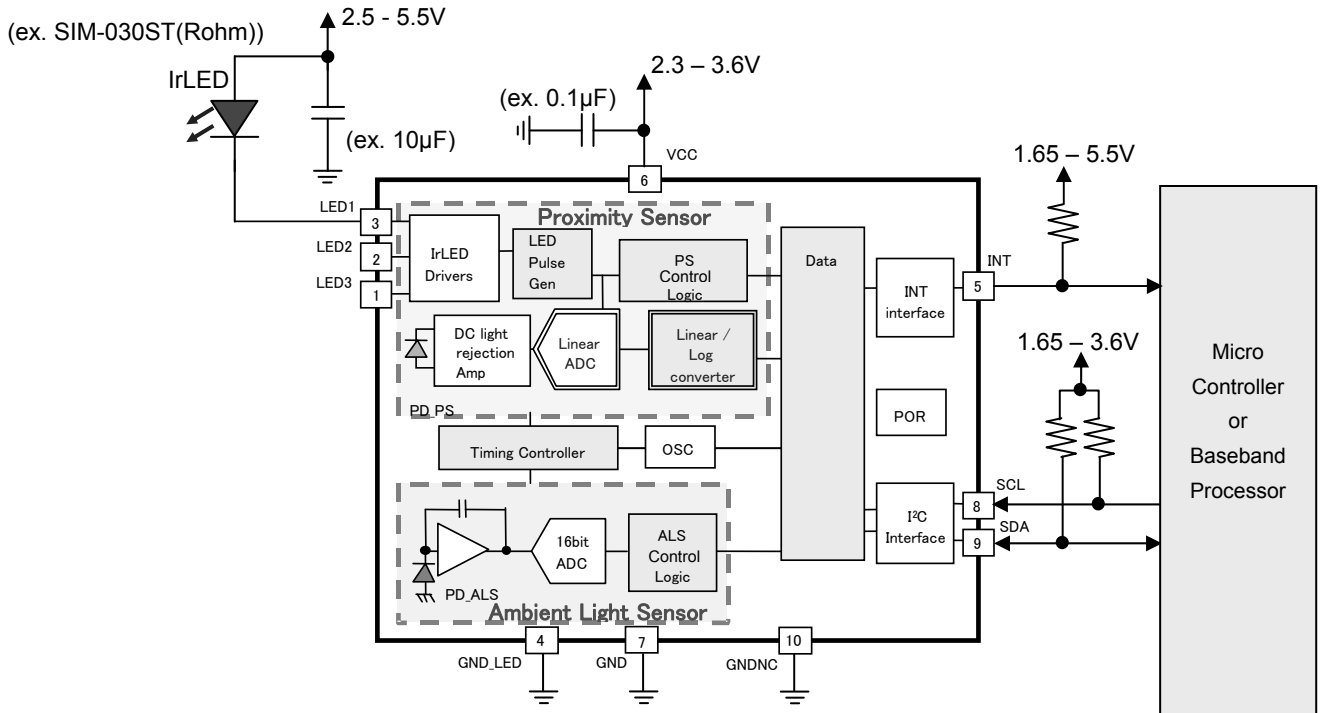 (ex. SIM-030ST(Rohm))
2.5 - 5.5V
IrLED
(ex. 10µF)
2.3 – 3.6V
(ex. 0.1µF)
VCC
6
LED1
3
LED2
2
LED3
1
Proximity Sensor
IrLED
Drivers
LED
Pulse
Gen
PS
Control
Logic
DC light
rejection
Amp
Linear
ADC
Linear /
Log
converter
PD_PS
Timing Controller
OSC
Data
INT
interface
POR
I²C
Interface
16bit
ADC
ALS
Control
Logic
PD_ALS
Ambient Light Sensor
1.65 – 5.5V
INT
5
1.65 – 3.6V
SCL
8
SDA
9
Micro
Controller
or
Baseband
Processor
4
7
10
GND_LED
GND
GNDNC